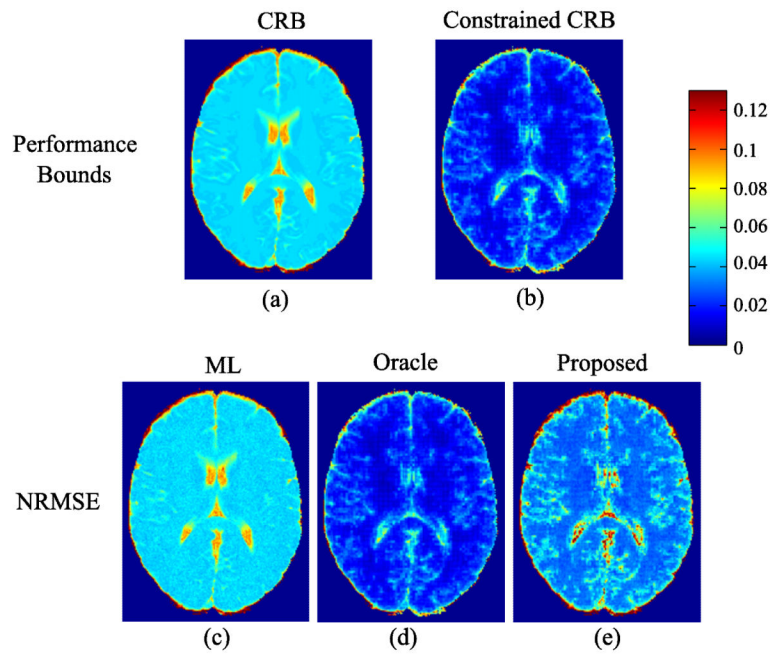 CRB
Constrained CRB
Performance
Bounds
0.12
0.1
0.08
0.06
0.04
0.02
0
(a)
(b)
ML
Oracle
Proposed
NRMSE
(c)
(d)
(e)